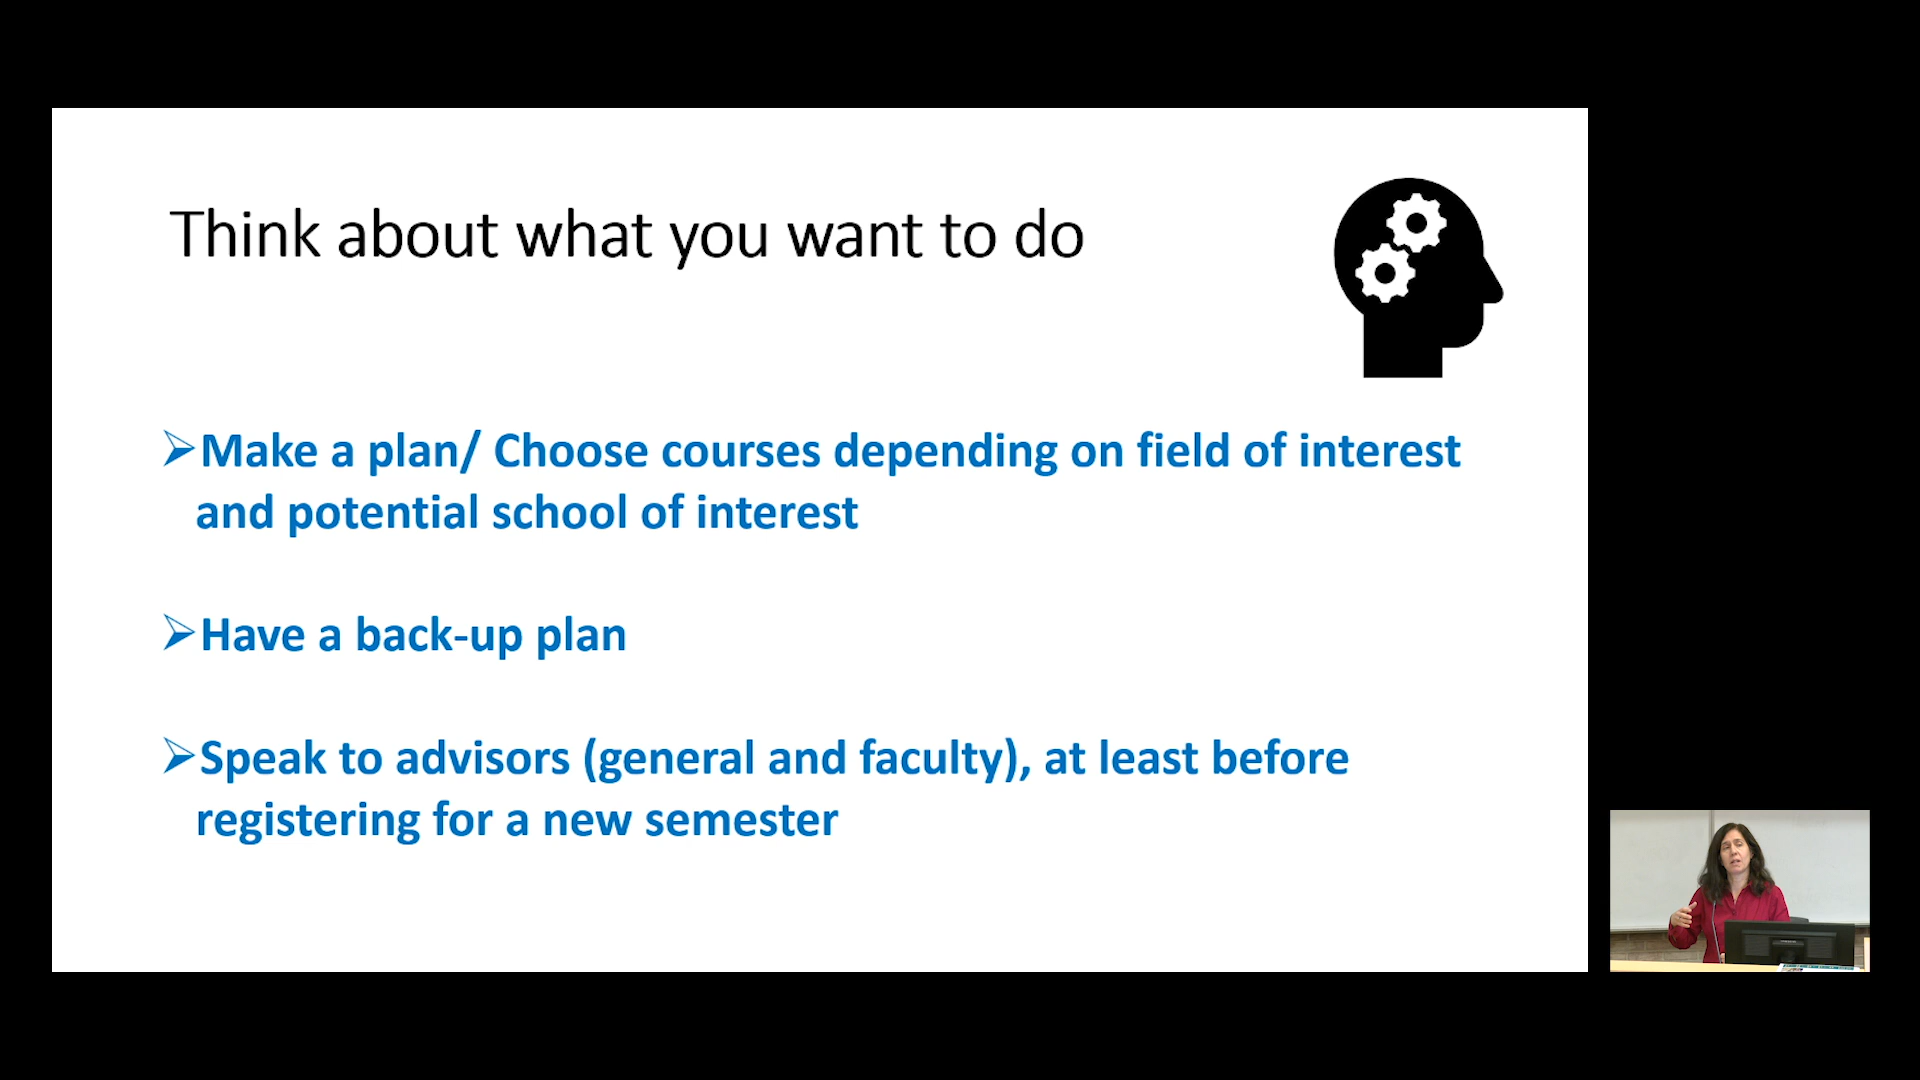 Think about what you want to do
➢Make a plan/ Choose courses depending on field of interest
and potential school of interest
➢Have a back-up plan
➢Speak to advisors (general and faculty), at least before
registering for a new semester